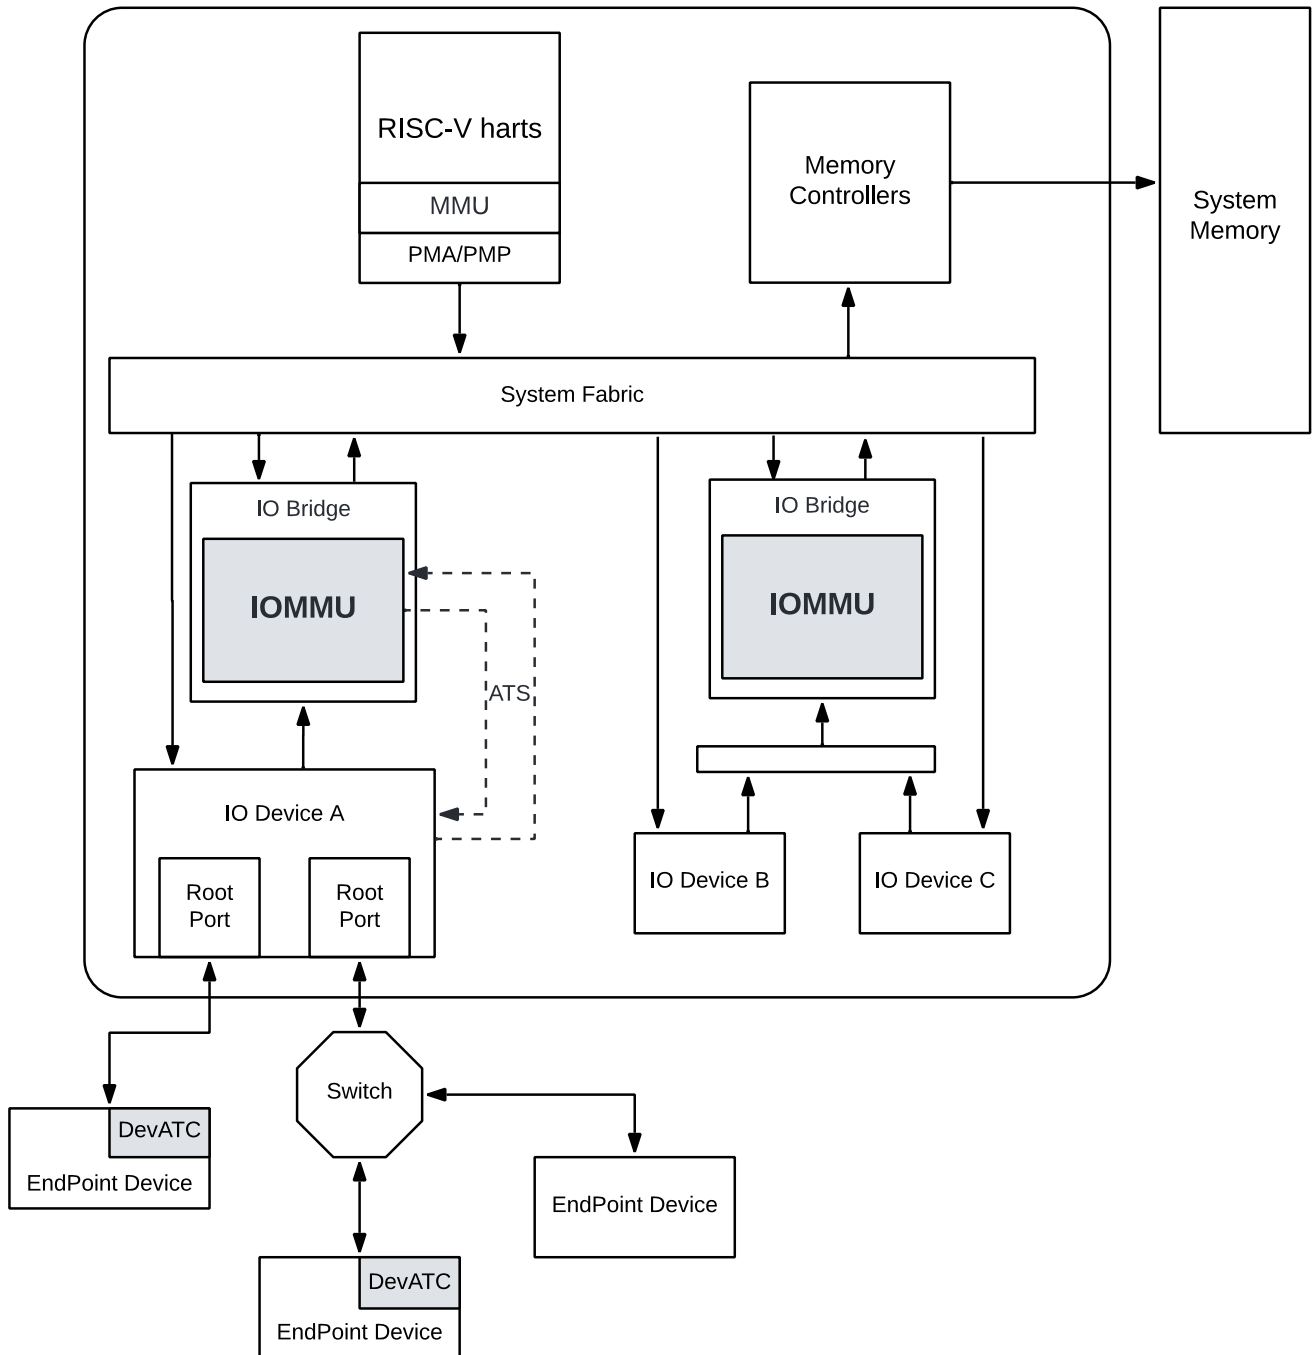 RISC-V harts
MMU
PMA/PMP
Memory
Controllers
System
Memory
System Fabric
IO Bridge
IOMMU
IO Bridge
IOMMU
ATS
IO Device A
Root
Port
Root
Port
IO Device B
IO Device C
Switch
DevATC
EndPoint Device
EndPoint Device
DevATC
EndPoint Device